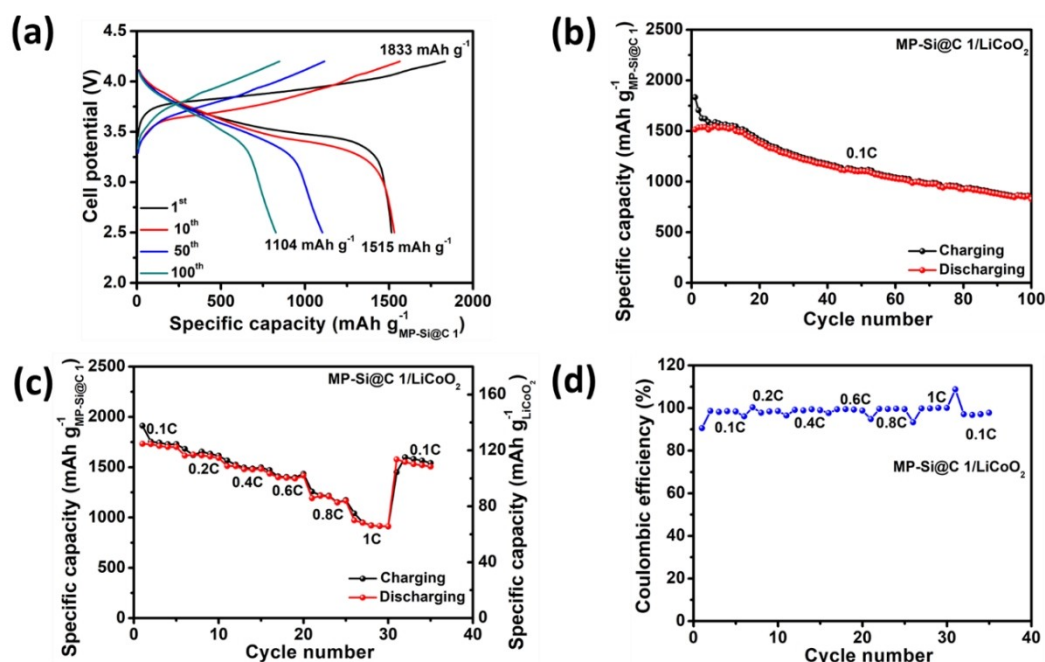 (a)
4.5
4.0
3.5
3.0
2.5
2.0
Cell potential (V)
1833 mAh g⁻¹
1ˢᵗ
10ᵗʰ
50ᵗʰ
100ᵗʰ
1104 mAh g⁻¹
1515 mAh g⁻¹
0 500 1000 1500 2000
Specific capacity (mAh g⁻¹MP-Si@C 1)
(b)
2500
2000
1500
1000
500
0
Specific capacity (mAh g⁻¹MP-Si@C 1)
MP-Si@C 1/LiCoO₂
0.1C
Charging
Discharging
0 20 40 60 80 100
Cycle number
(c)
2500
2000
1500
1000
500
0
Specific capacity (mAh g⁻¹MP-Si@C 1)
MP-Si@C 1/LiCoO₂
0.1C
0.2C
0.4C
0.6C
0.8C
1C
0.1C
Charging
Discharging
160
120
80
40
0
Specific capacity (mAh g⁻¹LiCoO₂)
0 10 20 30 40
Cycle number
(d)
120
100
80
60
40
20
0
Coulombic efficiency (%)
0.1C
0.2C
0.4C
0.6C
0.8C
1C
0.1C
MP-Si@C 1/LiCoO₂
0 10 20 30 40
Cycle number